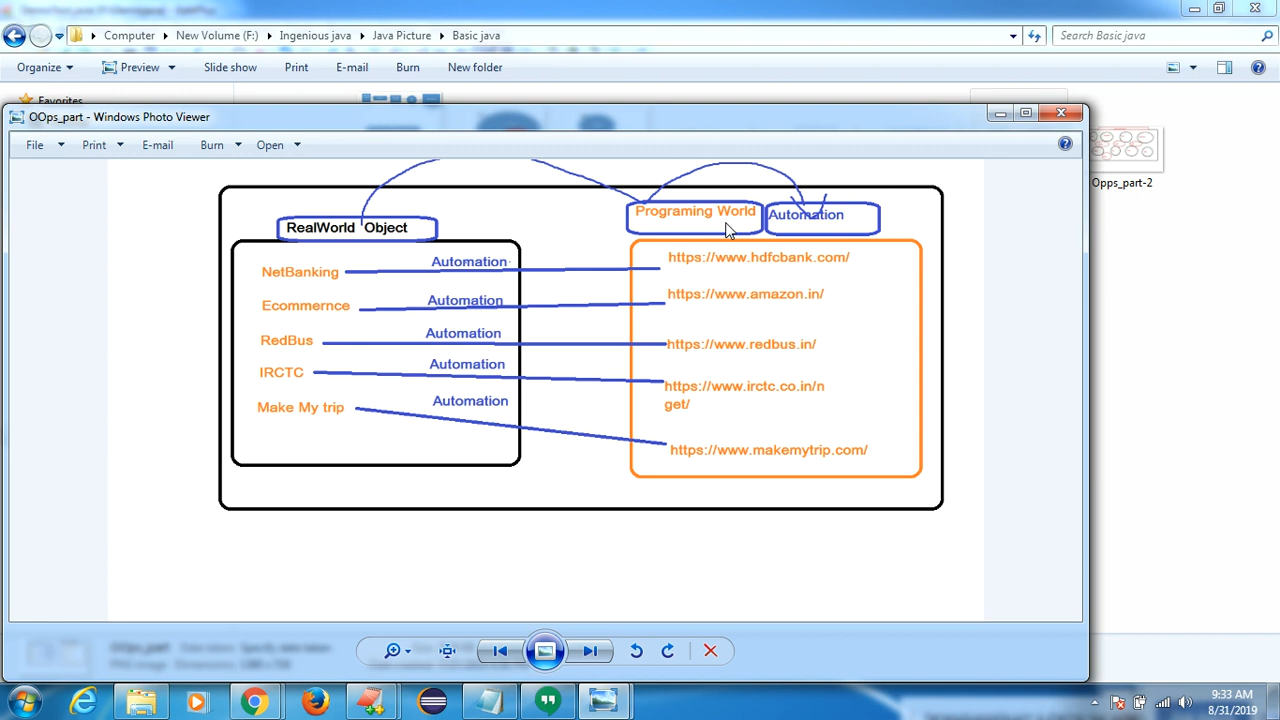 Computer New Volume (F:) Ingenious java Java Picture Basic java Search Basic java
Organize Preview Slide show Print E-mail Burn New folder
Favorites
OOps_part - Windows Photo Viewer
File Print E-mail Burn Open
Opps_part-2
RealWorld Object
Programing World Automation
NetBanking Automation https://www.hdfcbank.com/
Ecommernce Automation https://www.amazon.in/
RedBus Automation https://www.redbus.in/
IRCTC Automation https://www.irctc.co.in/n
get/
Make My trip Automation https://www.makemytrip.com/
OOps_part
9:33 AM
8/31/2019